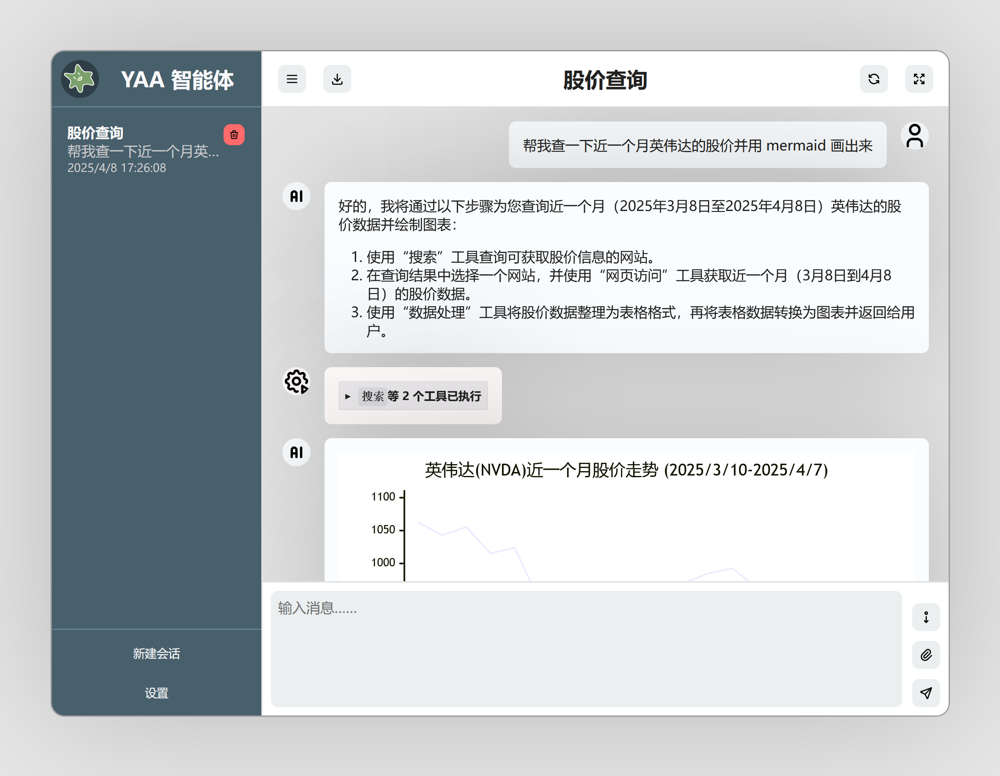 YAA 智能体
股价查询
股价查询
帮我查一下近一个月英...
2025/4/8 17:26:08
帮我查一下近一个月英伟达的股价并用 mermaid 画出来
AI
好的，我将通过以下步骤为您查询近一个月（2025年3月8日至2025年4月8日）英伟达的股
价数据并绘制图表：
1. 使用“搜索”工具查询可获取股价信息的网站。
2. 在查询结果中选择一个网站，并使用“网页访问”工具获取近一个月（3月8日到4月8
日）的股价数据。
3. 使用“数据处理”工具将股价数据整理为表格格式，再将表格数据转换为图表并返回给用
户。
搜索等 2 个工具已执行
AI
英伟达(NVDA)近一个月股价走势 (2025/3/10-2025/4/7)
1100
1050
1000
输入消息......
新建会话
设置